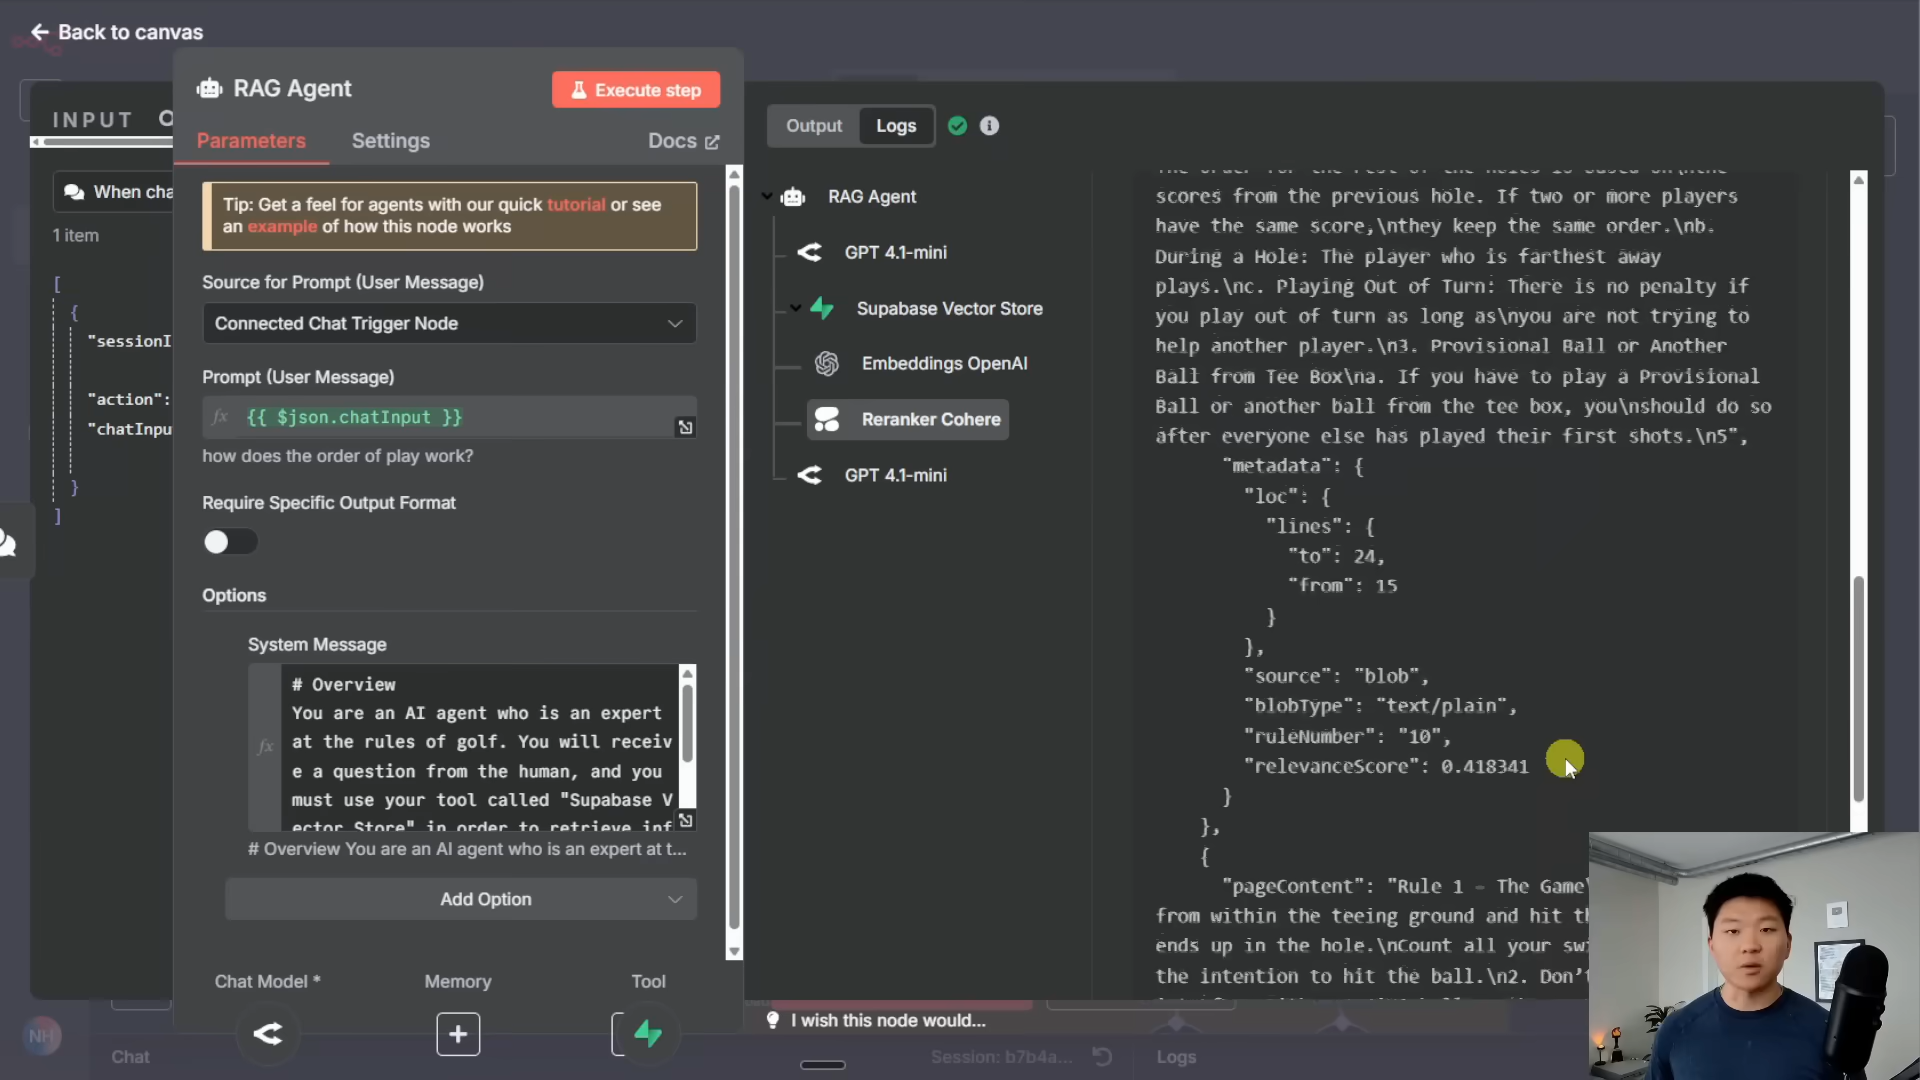 Back to canvas
RAG Agent
Execute step
INPUT
Parameters
Settings
Docs
When cha
1 item
[
{
"sessionI
"action":
"chatInpu
}
]
Tip: Get a feel for agents with our quick tutorial or see
an example of how this node works
Source for Prompt (User Message)
Connected Chat Trigger Node
Prompt (User Message)
fx {{ $json.chatInput }}
how does the order of play work?
Require Specific Output Format
Options
System Message
fx
# Overview
You are an AI agent who is an expert
at the rules of golf. You will receiv
e a question from the human, and you
must use your tool called "Supabase V
ector Store" in order to retrieve inf
# Overview You are an AI agent who is an expert at t...
Add Option
Chat Model *
Memory
Tool
Output
Logs
RAG Agent
GPT 4.1-mini
Supabase Vector Store
Embeddings OpenAI
Reranker Cohere
GPT 4.1-mini
scores from the previous hole. If two or more players
have the same score,\nthey keep the same order.\nb.
During a Hole: The player who is farthest away
plays.\nc. Playing Out of Turn: There is no penalty if
you play out of turn as long as\nyou are not trying to
help another player.\n3. Provisional Ball or Another
Ball from Tee Box\na. If you have to play a Provisional
Ball or another ball from the tee box, you\nshould do so
after everyone else has played their first shots.\n5",
"metadata": {
"loc": {
"lines": {
"to": 24,
"from": 15
}
},
"source": "blob",
"blobType": "text/plain",
"ruleNumber": "10",
"relevanceScore": 0.418341
}
},
{
"pageContent": "Rule 1 - The Game\
from within the teeing ground and hit th
ends up in the hole.\nCount all your swi
the intention to hit the ball.\n2. Don't
I wish this node would...
NH
Chat
Session: b7b4a...
Logs